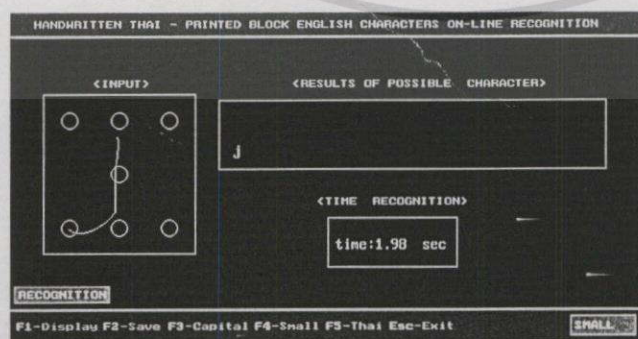 HANDWRITTEN THAI - PRINTED BLOCK ENGLISH CHARACTERS ON-LINE RECOGNITION
<INPUT>
<RESULTS OF POSSIBLE CHARACTER>
j
<TIME RECOGNITION>
time:1.98 sec
RECOGNITION
F1-Display F2-Save F3-Capital F4-Small F5-Thai Esc-Exit
SMALL